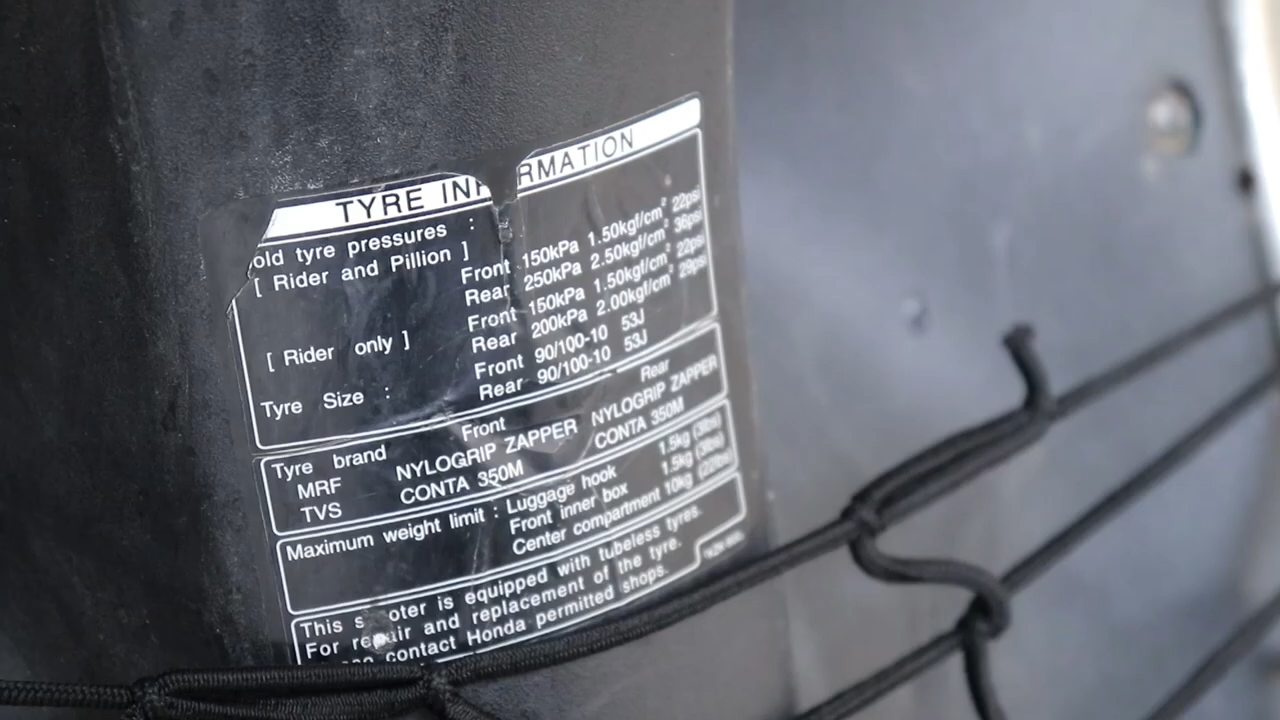 TYRE INFORMATION
old tyre pressures :
[ Rider and Pillion ]
Front 150kPa 1.50kgf/cm² 22psi
Rear 250kPa 2.50kgf/cm² 36psi
[ Rider only ]
Front 150kPa 1.50kgf/cm² 22psi
Rear 200kPa 2.00kgf/cm² 29psi
Tyre Size :
Front 90/100-10 53J
Rear 90/100-10 53J
Tyre brand Front Rear
MRF NYLOGRIP ZAPPER NYLOGRIP ZAPPER
TVS CONTA 350M CONTA 350M
Maximum weight limit : Luggage hook 1.5kg (3lbs)
Front inner box 1.5kg (3lbs)
Center compartment 10kg (22lbs)
This s oter is equipped with tubeless tyres.
For repair and replacement of the tyre.
contact Honda permitted shops.